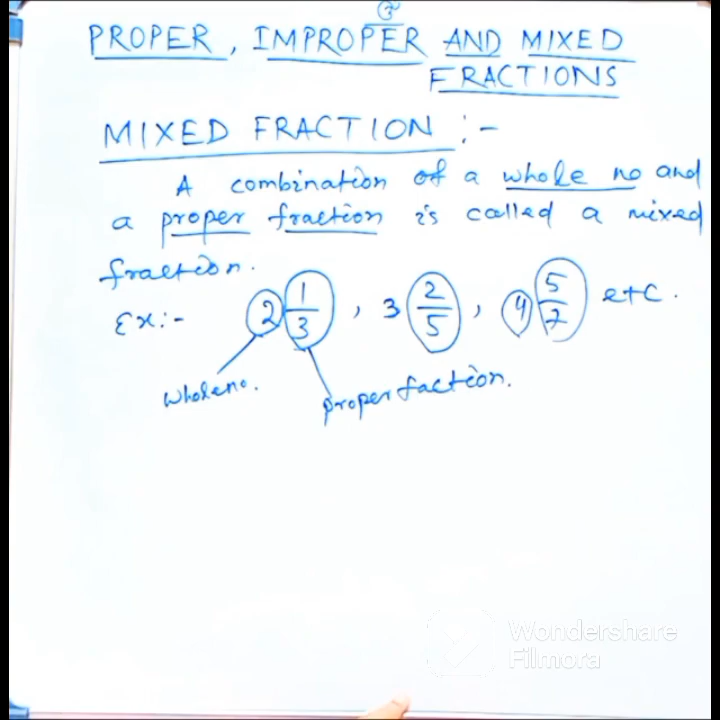 3
PROPER, IMPROPER AND MIXED
FRACTIONS
MIXED FRACTION :-
A combination of a whole no and
a proper fraction is called a mixed
fraction.
Ex:- 2 1/3, 3 2/5, 4 5/7 etc.
whole no. proper faction.
Wondershare
Filmora